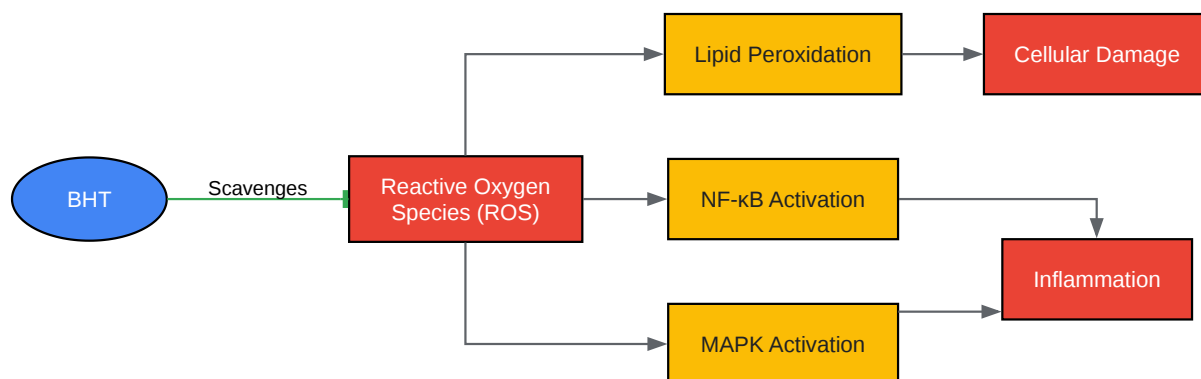 BHT
Scavenges
Reactive Oxygen
Species (ROS)
Lipid Peroxidation
Cellular Damage
NF-κB Activation
MAPK Activation
Inflammation